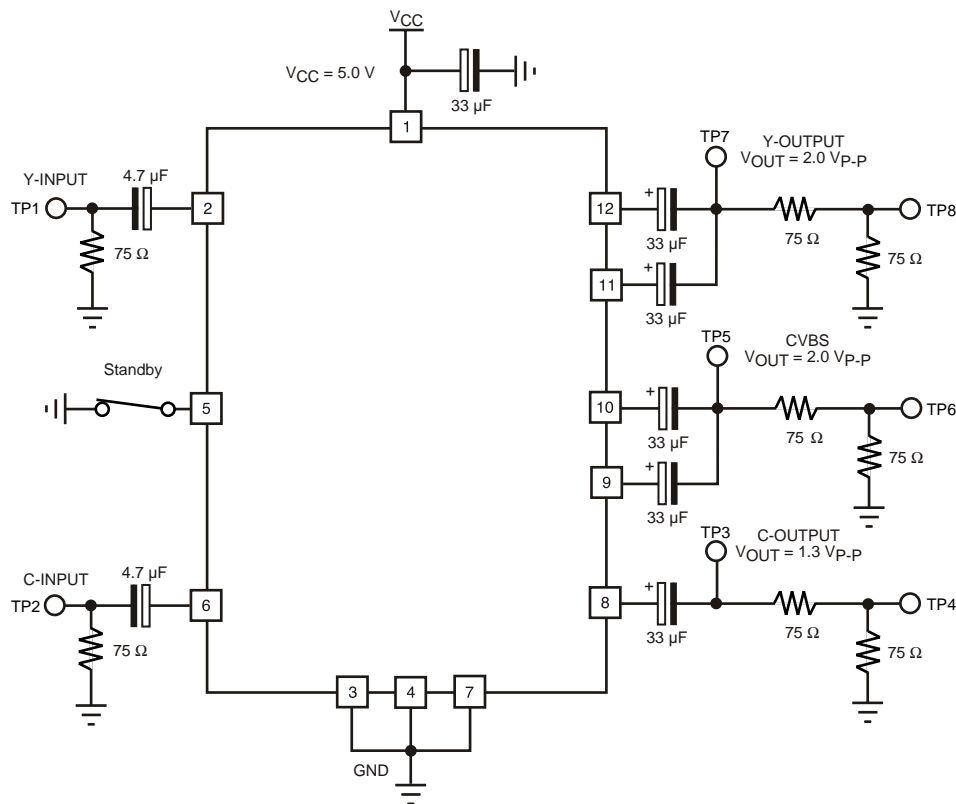 VCC
VCC = 5.0 V
33 µF
1
Y-INPUT
4.7 µF
TP1
2
75 Ω
Standby
5
C-INPUT
4.7 µF
TP2
6
75 Ω
3
4
7
GND
TP7
Y-OUTPUT
VOUT = 2.0 VP-P
12
+
33 µF
75 Ω
TP8
75 Ω
11
+
33 µF
TP5
CVBS
VOUT = 2.0 VP-P
10
+
33 µF
75 Ω
TP6
75 Ω
9
+
33 µF
TP3
C-OUTPUT
VOUT = 1.3 VP-P
8
+
33 µF
75 Ω
TP4
75 Ω